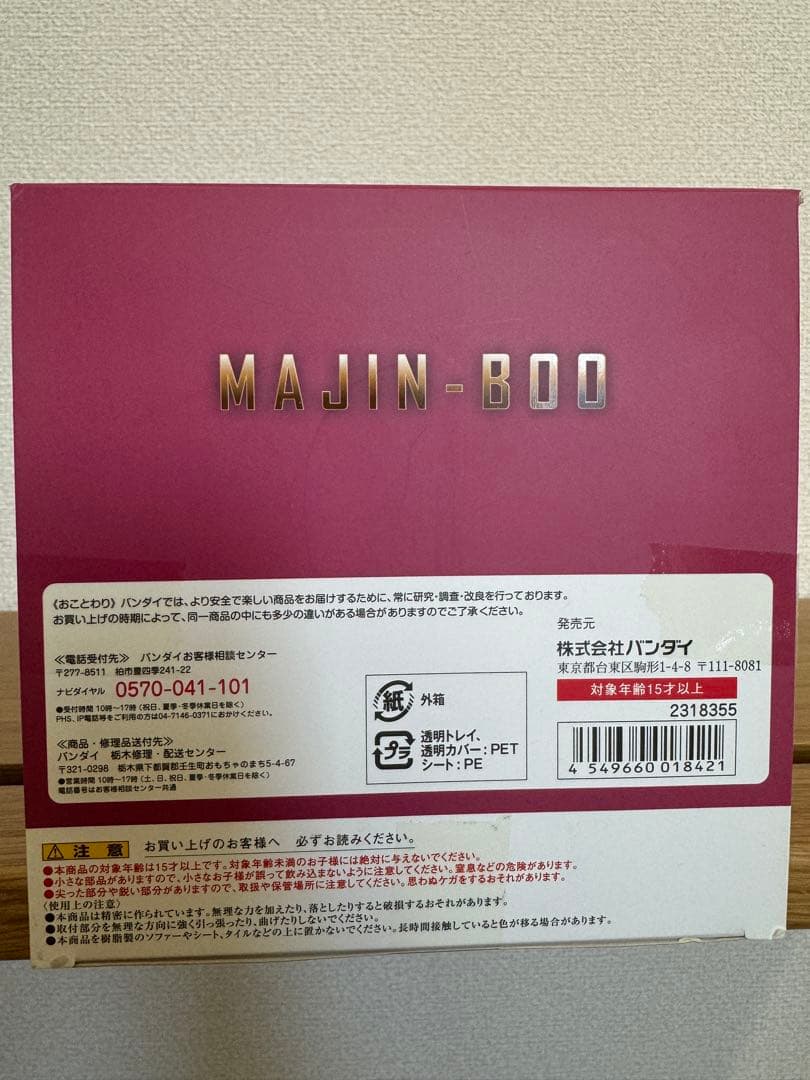 MAJIN-BOO
《おことわり》バンダイでは、より安全で楽しい商品をお届けするために、常に研究・調査・改良を行っております。
お買い上げの時期によって、同一商品の中にも多少の違いがある場合がありますのでご了承ください。
≪電話受付先≫ バンダイお客様相談センター
〒277-8511 柏市豊四季241-22
ナビダイヤル 0570-041-101
●受付時間 10時〜17時(祝日、夏季・冬季休業日を除く)
PHS、IP電話等をご利用の方は04-7146-0371におかけください。
≪商品・修理品送付先≫
バンダイ 栃木修理・配送センター
〒321-0298 栃木県下都賀郡壬生町おもちゃのまち5-4-67
●営業時間 10時〜17時(土、日、祝日、夏季・冬季休業日を除く)
電話番号はお客様相談センター共通
紙 外箱
プラ 透明トレイ、
透明カバー:PET
シート:PE
発売元
株式会社バンダイ
東京都台東区駒形1-4-8 〒111-8081
対象年齢15才以上
2318355
4 549660 018421
注意 お買い上げのお客様へ 必ずお読みください。
●本商品の対象年齢は15才以上です。対象年齢未満のお子様には絶対に与えないでください。
●小さな部品がありますので、小さなお子様が誤って飲み込まないように注意してください。窒息などの危険があります。
●尖った部分や鋭い部分がありますので、取扱や保管場所に注意してください。思わぬケガをするおそれがあります。
〈使用上の注意〉
●本商品は精密に作られています。無理な力を加えたり、落としたりすると破損するおそれがあります。
●取付部分を無理な方向に強く引っ張ったり、曲げたりしないでください。
●本商品を樹脂製のソファーやシート、タイルなどの上に置かないでください。長時間接触していると色が移る場合があります。